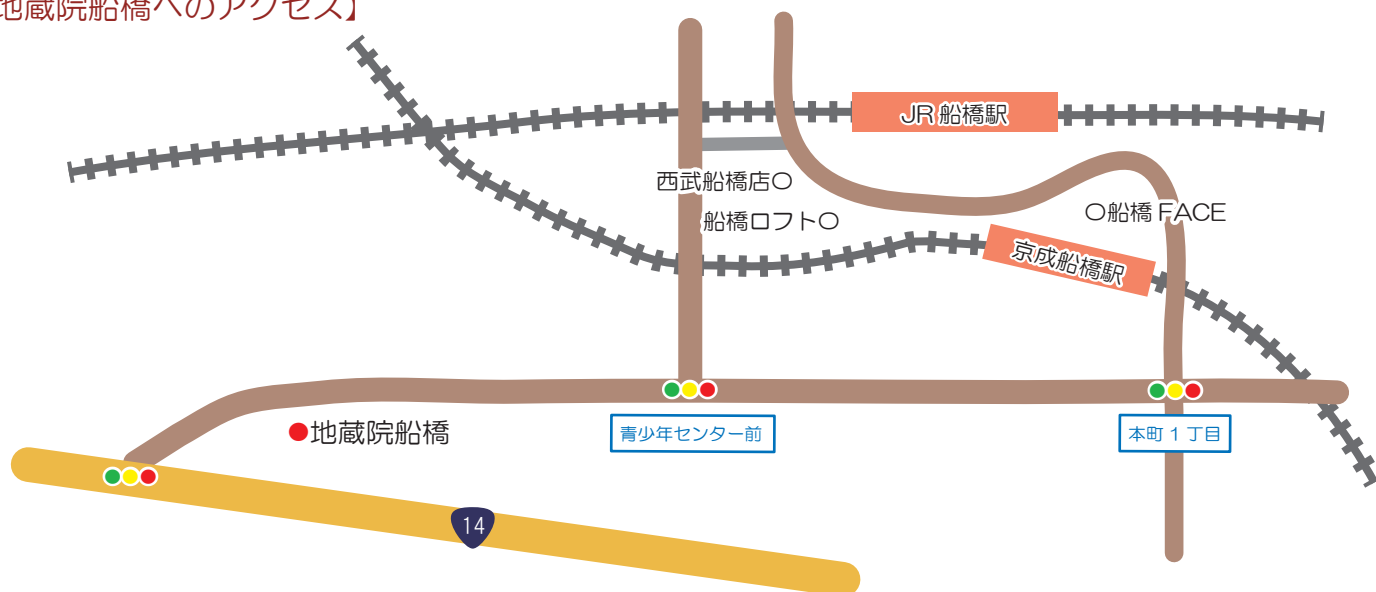 地蔵院船橋へのアクセス】
JR 船橋駅
西武船橋店○
船橋ロフト○
○船橋 FACE
京成船橋駅
●地蔵院船橋
青少年センター前
本町 1 丁目
14